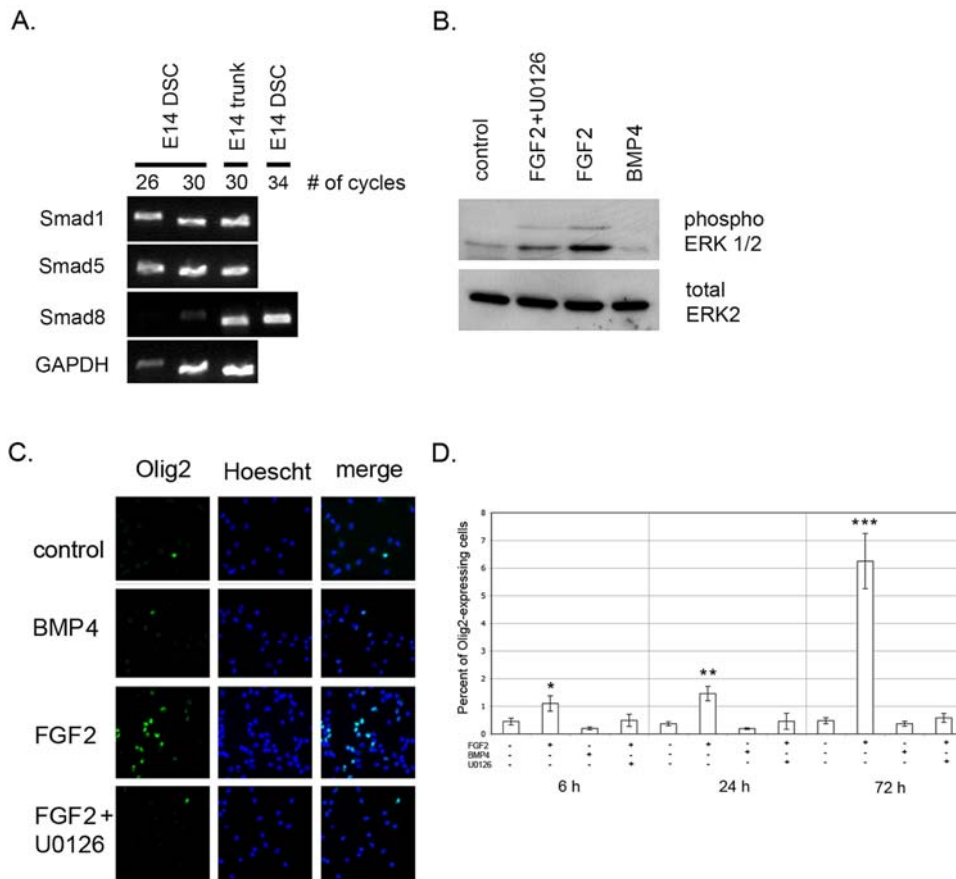 A.
E14 DSC
E14 trunk
E14 DSC
26 30 30 34 # of cycles
Smad1
Smad5
Smad8
GAPDH
B.
control
FGF2+U0126
FGF2
BMP4
phospho
ERK 1/2
total
ERK2
C.
Olig2 Hoescht merge
control
BMP4
FGF2
FGF2 +
U0126
D.
Percent of Olig2-expressing cells
8
7
6
5
4
3
2
1
0
* ** ***
FGF2 - + - + - + - + - + - +
BMP4 - - + - - - + - - - + -
U0126 - - - + - - - + - - - +
6 h 24 h 72 h